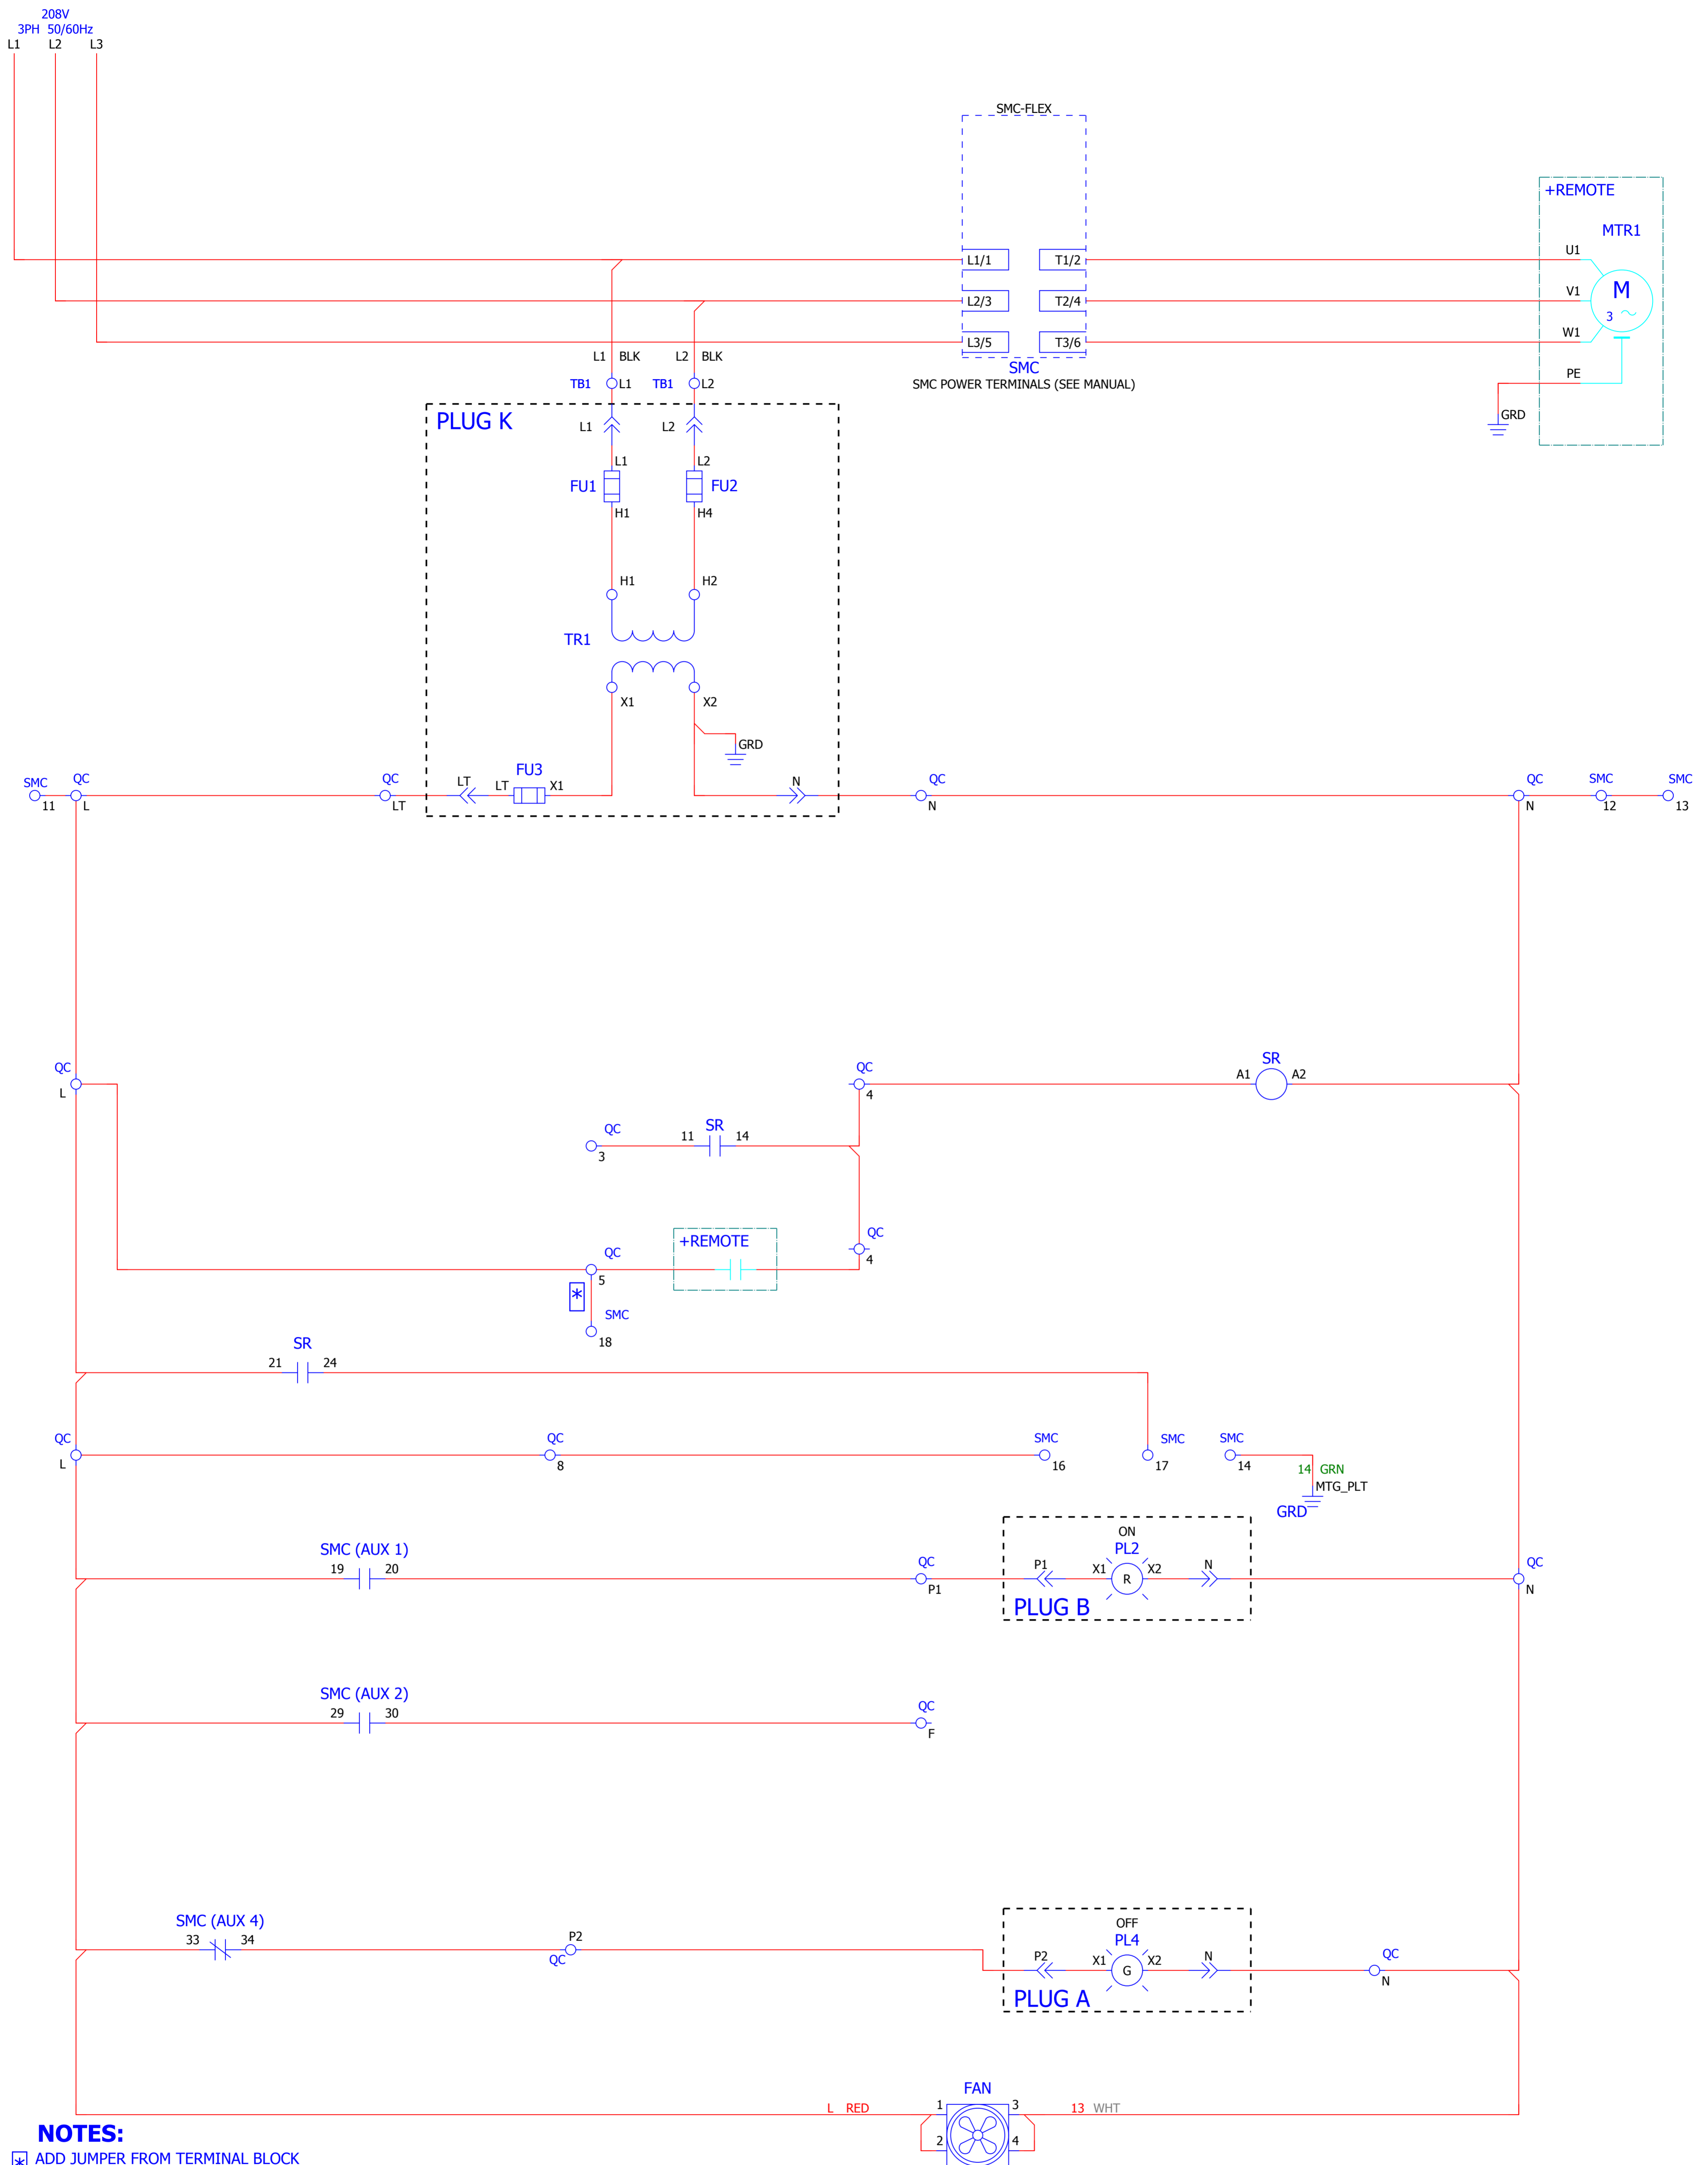 208V
3PH 50/60Hz
L1 L2 L3
SMC-FLEX
+REMOTE
MTR1
U1
L1/1 T1/2
M
V1
3
L2/3 T2/4
W1
L3/5 T3/6
L1 BLK L2 BLK
SMC
PE
TB1 L1 TB1 L2
SMC POWER TERMINALS (SEE MANUAL)
GRD
PLUG K
L1 L2
L1 L2
FU1 FU2
H1 H4
H1 H2
TR1
X1 X2
GRD
FU3
SMC QC QC LT LT X1 N QC QC SMC SMC
11 L LT N N 12 13
QC QC SR
A1 A2
L 4
QC SR
11 14
3
QC
+REMOTE
QC 4
5
*
SMC
18
SR
21 24
QC QC SMC SMC SMC
L 8 16 17 14
14 GRN
MTG_PLT
GRD
ON
SMC (AUX 1) PL2
19 20 QC P1 X1 X2 N QC
R
P1 N
PLUG B
SMC (AUX 2)
29 30 QC
F
SMC (AUX 4) OFF
33 34 P2 PL4
QC P2 X1 X2 N QC
G
N
PLUG A
FAN
L RED 1 3 13 WHT
2 4
NOTES:
* ADD JUMPER FROM TERMINAL BLOCK